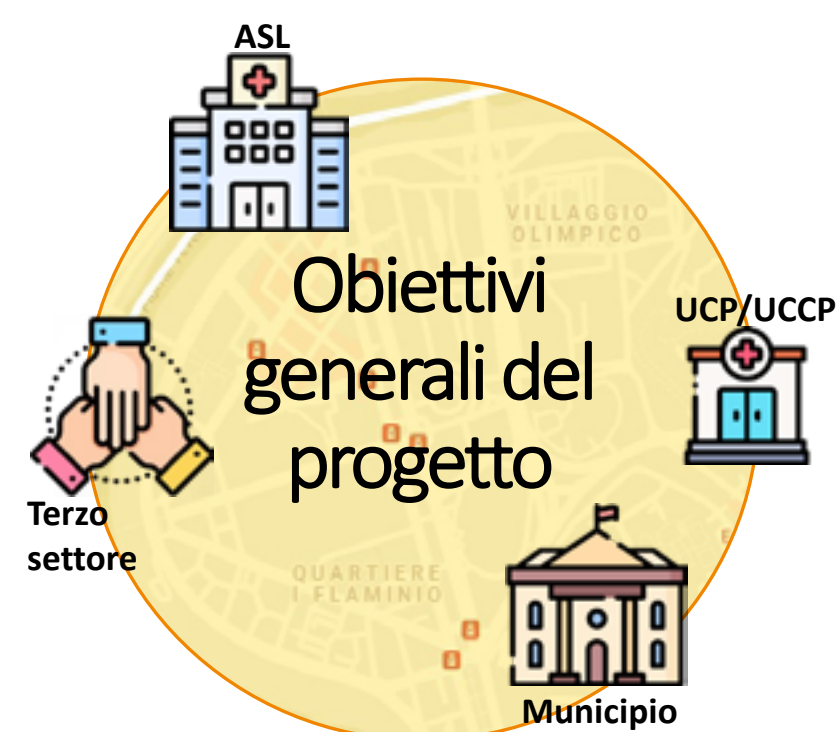 ASL
VILLAGGIO
OLIMPICO
Obiettivi
generali del
progetto
UCP/UCCP
Terzo
settore
QUARTIERE
I FLAMINIO
Municipio